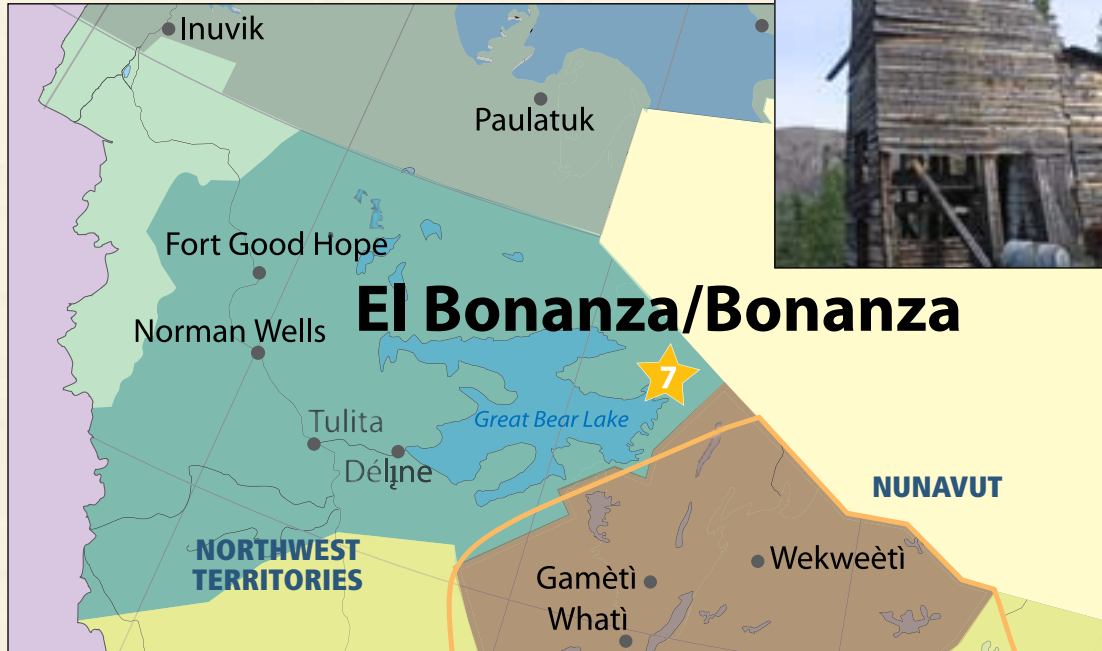 Inuvik
Paulatuk
Fort Good Hope
El Bonanza/Bonanza
Norman Wells
7
Tulita
Great Bear Lake
Délı̨ne
NUNAVUT
NORTHWEST
TERRITORIES
Wekweètì
Gamètì
Whatì